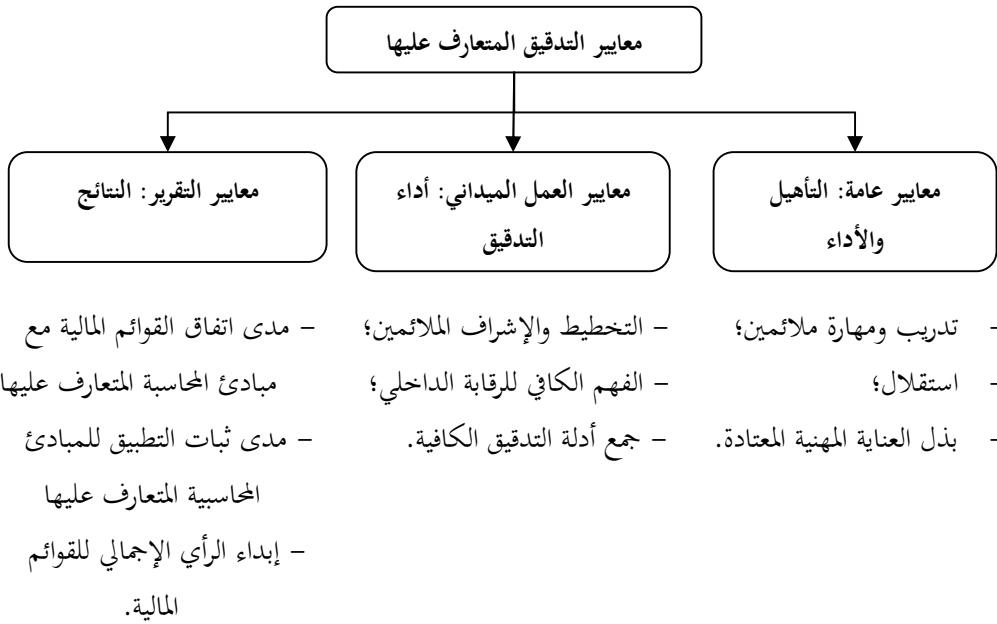 معايير التدقيق المتعارف عليها
معايير عامة: التأهيل
والأداء
معايير العمل الميداني: أداء
التدقيق
معايير التقرير: النتائج
- تدريب ومهارة ملائمين؛
- استقلال؛
- بذل العناية المهنية المعتادة.
- التخطيط والإشراف الملائمين؛
- الفهم الكافي للرقابة الداخلي؛
- جمع أدلة التدقيق الكافية.
- مدى اتفاق القوائم المالية مع
مبادئ المحاسبة المتعارف عليها
- مدى ثبات التطبيق للمبادئ
المحاسبية المتعارف عليها
- إبداء الرأي الإجمالي للقوائم
المالية.